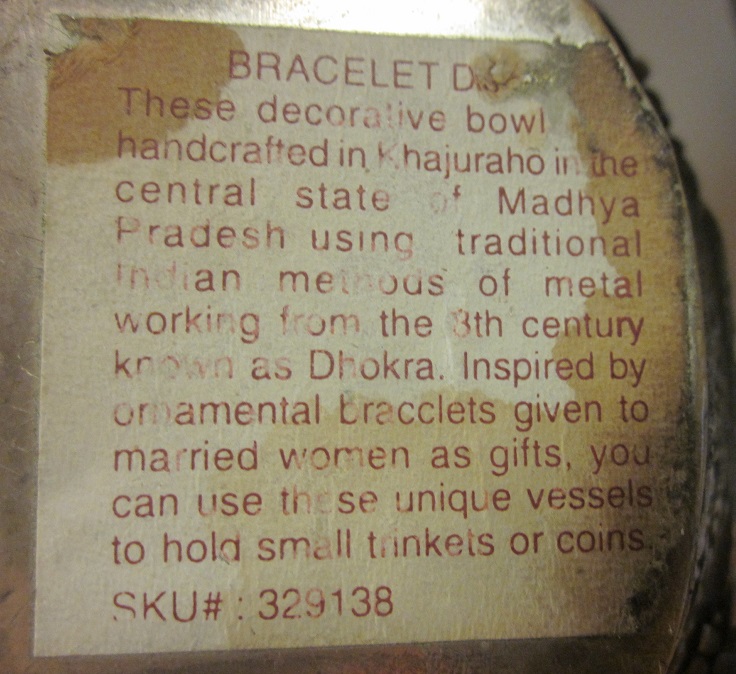 BRACELET
These decorative bowl
handcrafted in Khajuraho in the
central state of Madhya
Pradesh using traditional
Indian methods of metal
working from the 8th century
known as Dhokra. Inspired by
ornamental bracclets given to
married women as gifts, you
can use these unique vessels
to hold small trinkets or coins.
SKU# : 329138